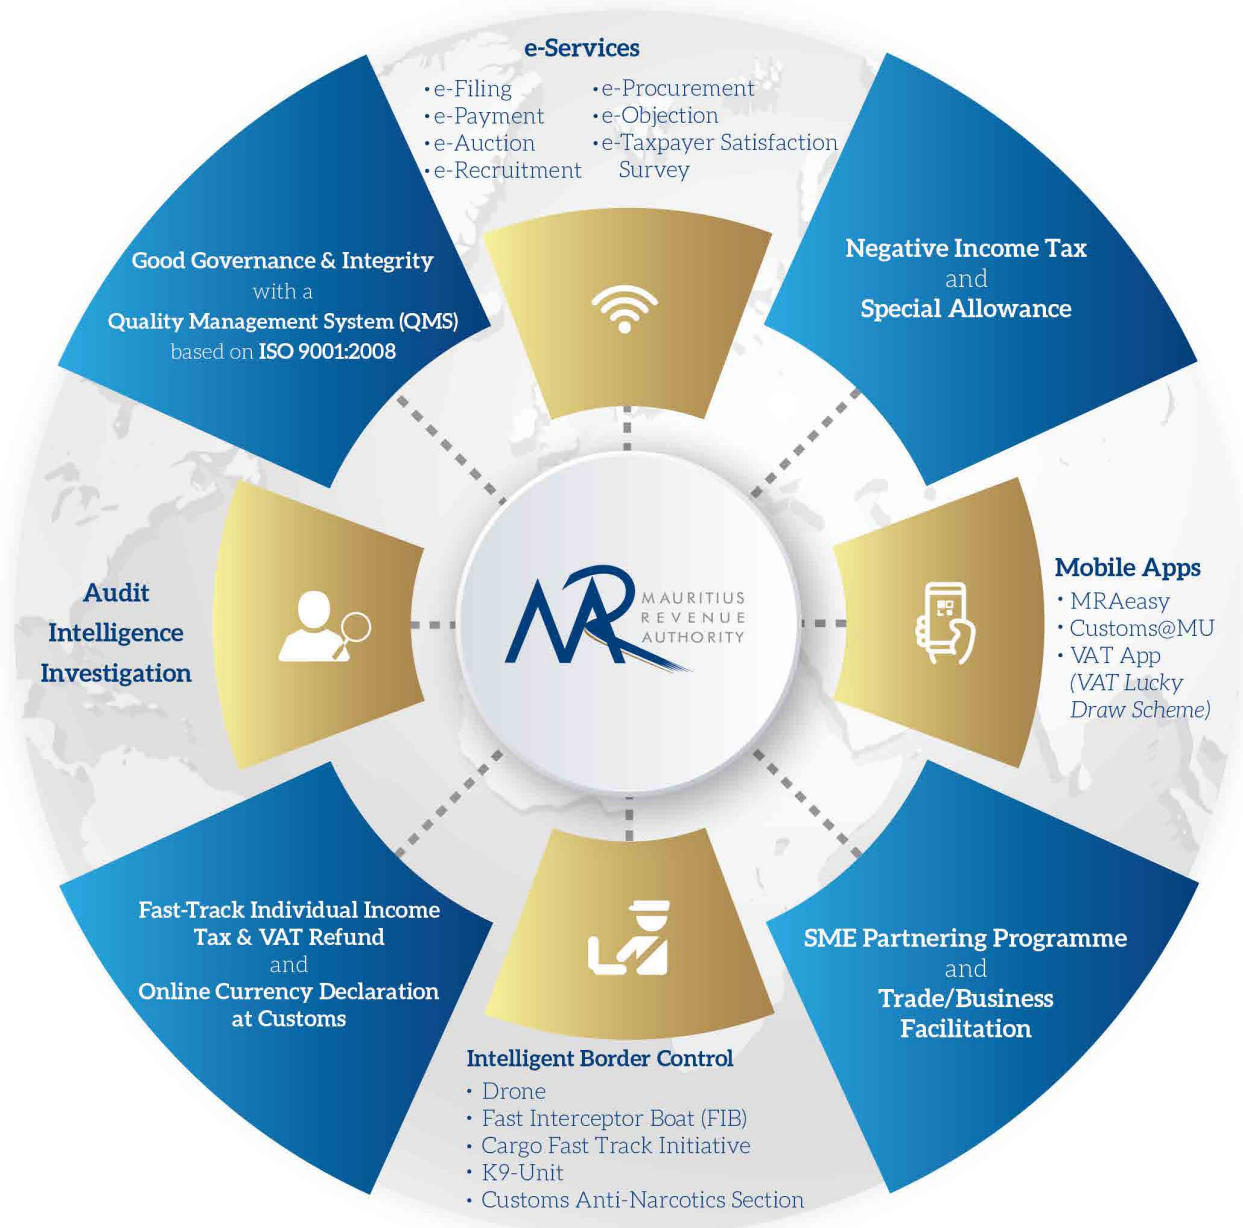 e-Services
• e-Filing
• e-Payment
• e-Auction
• e-Recruitment
• e-Procurement
• e-Objection
• e-Taxpayer Satisfaction
Survey
Good Governance & Integrity
with a
Quality Management System (QMS)
based on ISO 9001:2008
Negative Income Tax
and
Special Allowance
Audit
Intelligence
Investigation
MRA
MAURITIUS
REVENUE
AUTHORITY
Mobile Apps
• MRAeasy
• Customs@MU
• VAT App
(VAT Lucky
Draw Scheme)
Fast-Track Individual Income
Tax & VAT Refund
and
Online Currency Declaration
at Customs
SME Partnering Programme
and
Trade/Business
Facilitation
Intelligent Border Control
• Drone
• Fast Interceptor Boat (FIB)
• Cargo Fast Track Initiative
• K9-Unit
• Customs Anti-Narcotics Section